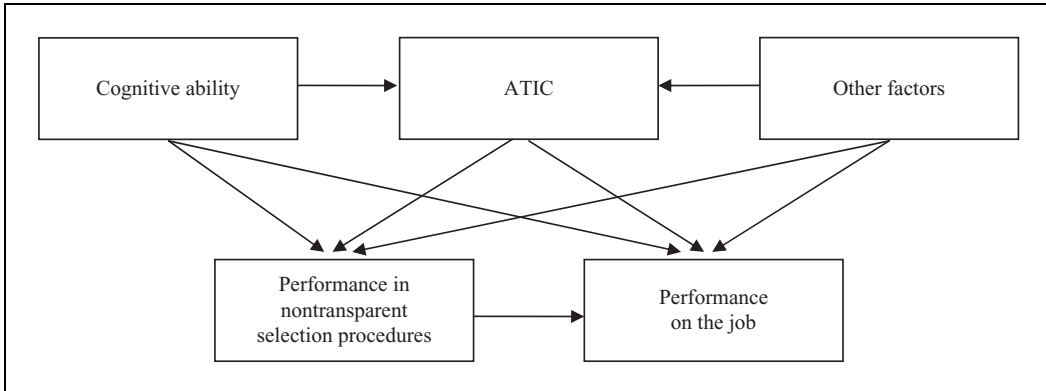 Cognitive ability
ATIC
Other factors
Performance in
nontransparent
selection procedures
Performance
on the job